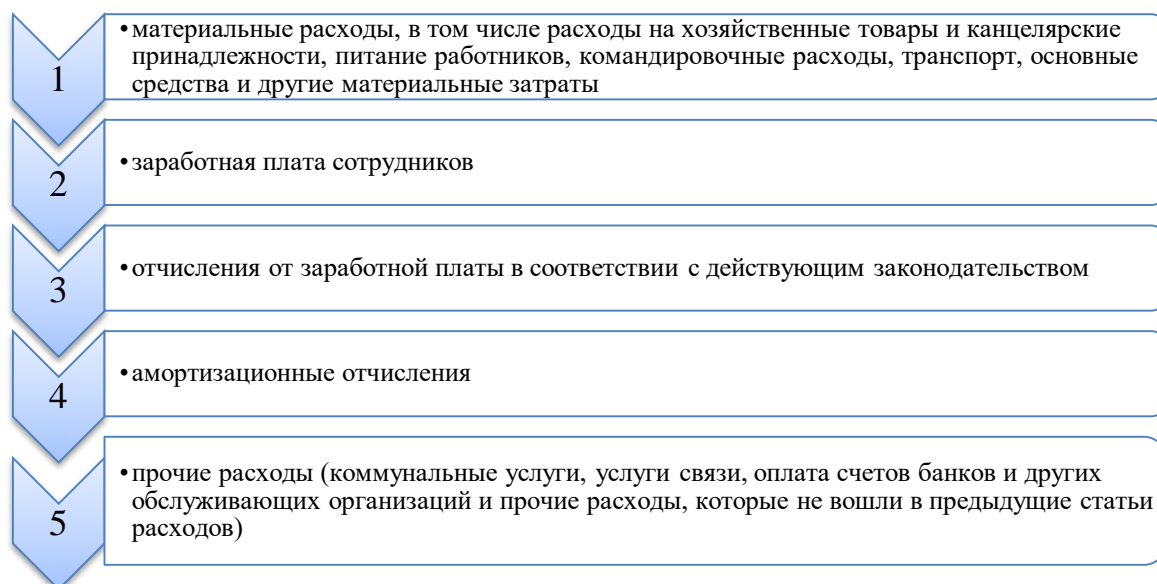 1
•материальные расходы, в том числе расходы на хозяйственные товары и канцелярские
принадлежности, питание работников, командировочные расходы, транспорт, основные
средства и другие материальные затраты
2
•заработная плата сотрудников
3
•отчисления от заработной платы в соответствии с действующим законодательством
4
•амортизационные отчисления
5
•прочие расходы (коммунальные услуги, услуги связи, оплата счетов банков и других
обслуживающих организаций и прочие расходы, которые не вошли в предыдущие статьи
расходов)